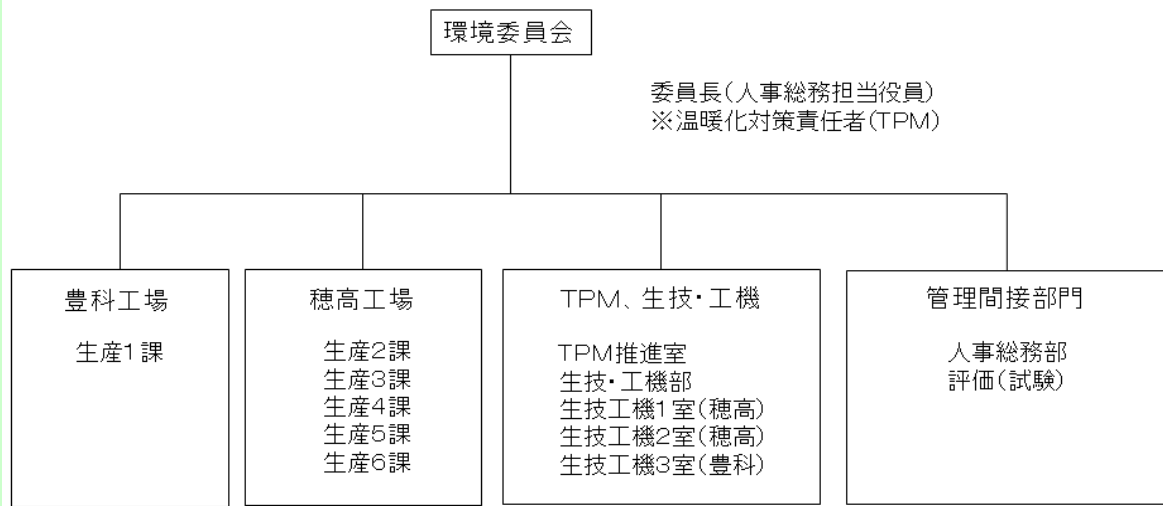 環境委員会
委員長(人事総務担当役員)
※温暖化対策責任者(TPM)
豊科工場
生産1課
穂高工場
生産2課
生産3課
生産4課
生産5課
生産6課
TPM、生技・工機
TPM推進室
生技・工機部
生技工機1室(穂高)
生技工機2室(穂高)
生技工機3室(豊科)
管理間接部門
人事総務部
評価(試験)